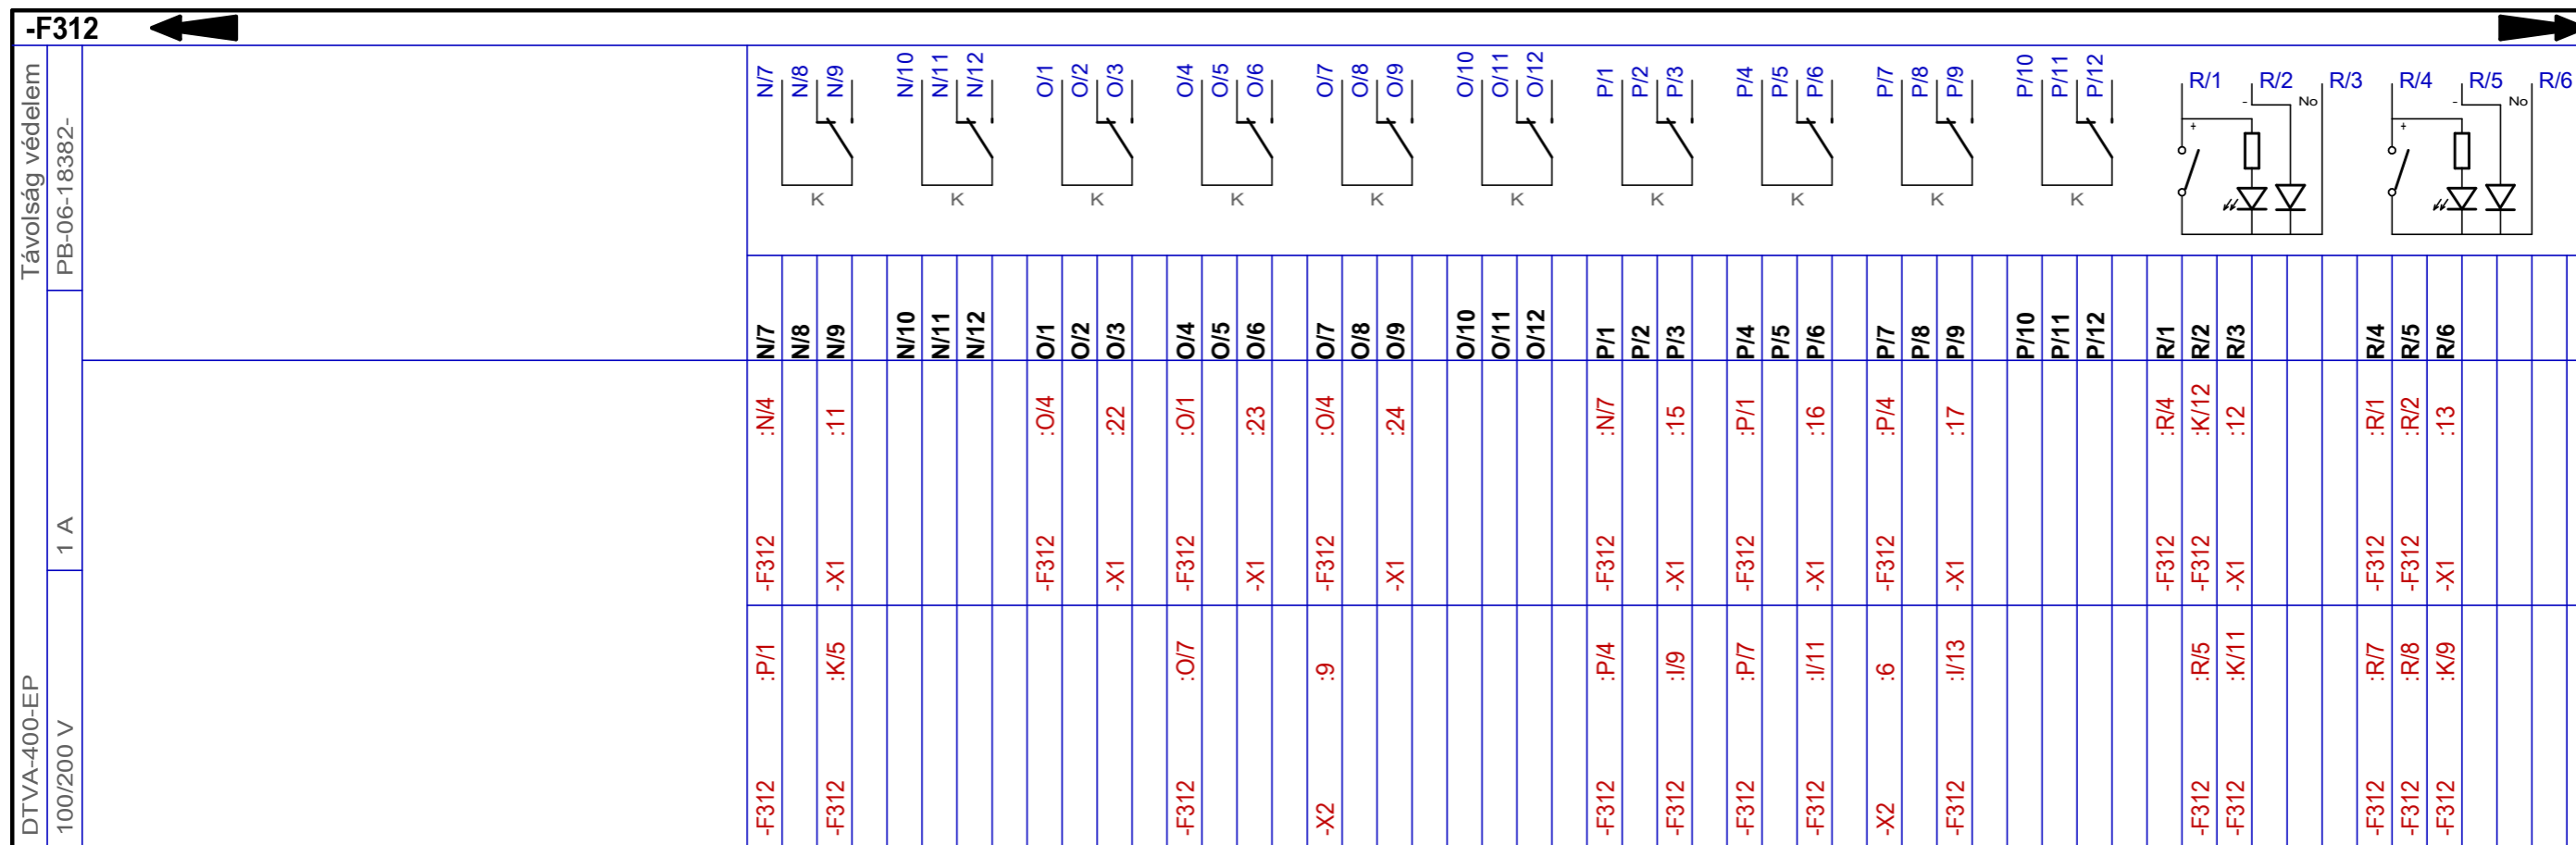 -F312
Távolság védelem
PB-06-18382-
1 A
DTVA-400-EP
100/200 V
N/7 N/8 N/9 N/10 N/11 N/12 O/1 O/2 O/3 O/4 O/5 O/6 O/7 O/8 O/9 O/10 O/11 O/12 P/1 P/2 P/3 P/4 P/5 P/6 P/7 P/8 P/9 P/10 P/11 P/12 R/1 R/2 R/3 R/4 R/5 R/6
- No - No
+ +
K K K K K K K K K K
N/7 N/8 N/9 N/10 N/11 N/12 O/1 O/2 O/3 O/4 O/5 O/6 O/7 O/8 O/9 O/10 O/11 O/12 P/1 P/2 P/3 P/4 P/5 P/6 P/7 P/8 P/9 P/10 P/11 P/12 R/1 R/2 R/3 R/4 R/5 R/6
:N/4 :11 :O/4 :22 :O/1 :23 :O/4 :24 :N/7 :15 :P/1 :16 :P/4 :17 :R/4 :K/12 :12 :R/1 :R/2 :13
-F312 -X1 -F312 -X1 -F312 -X1 -F312 -X1 -F312 -X1 -F312 -X1 -F312 -X1 -F312 -F312 -X1 -F312 -F312 -X1
:P/1 :K/5 :O/7 :9 :P/4 :I/9 :P/7 :I/11 :6 :I/13 :R/5 :K/11 :R/7 :R/8 :K/9
-F312 -F312 -F312 -X2 -F312 -F312 -F312 -F312 -X2 -F312 -F312 -F312 -F312 -F312 -F312